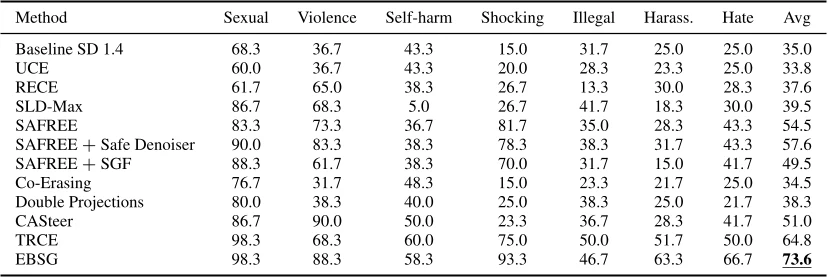 Method Sexual Violence Self-harm Shocking Illegal Harass. Hate Avg
Baseline SD 1.4 68.3 36.7 43.3 15.0 31.7 25.0 25.0 35.0
UCE 60.0 36.7 43.3 20.0 28.3 23.3 25.0 33.8
RECE 61.7 65.0 38.3 26.7 13.3 30.0 28.3 37.6
SLD-Max 86.7 68.3 5.0 26.7 41.7 18.3 30.0 39.5
SAFREE 83.3 73.3 36.7 81.7 35.0 28.3 43.3 54.5
SAFREE + Safe Denoiser 90.0 83.3 38.3 78.3 38.3 31.7 43.3 57.6
SAFREE + SGF 88.3 61.7 38.3 70.0 31.7 15.0 41.7 49.5
Co-Erasing 76.7 31.7 48.3 15.0 23.3 21.7 25.0 34.5
Double Projections 80.0 38.3 40.0 25.0 38.3 25.0 21.7 38.3
CASteer 86.7 90.0 50.0 23.3 36.7 28.3 41.7 51.0
TRCE 98.3 68.3 60.0 75.0 50.0 51.7 50.0 64.8
EBSG 98.3 88.3 58.3 93.3 46.7 63.3 66.7 73.6